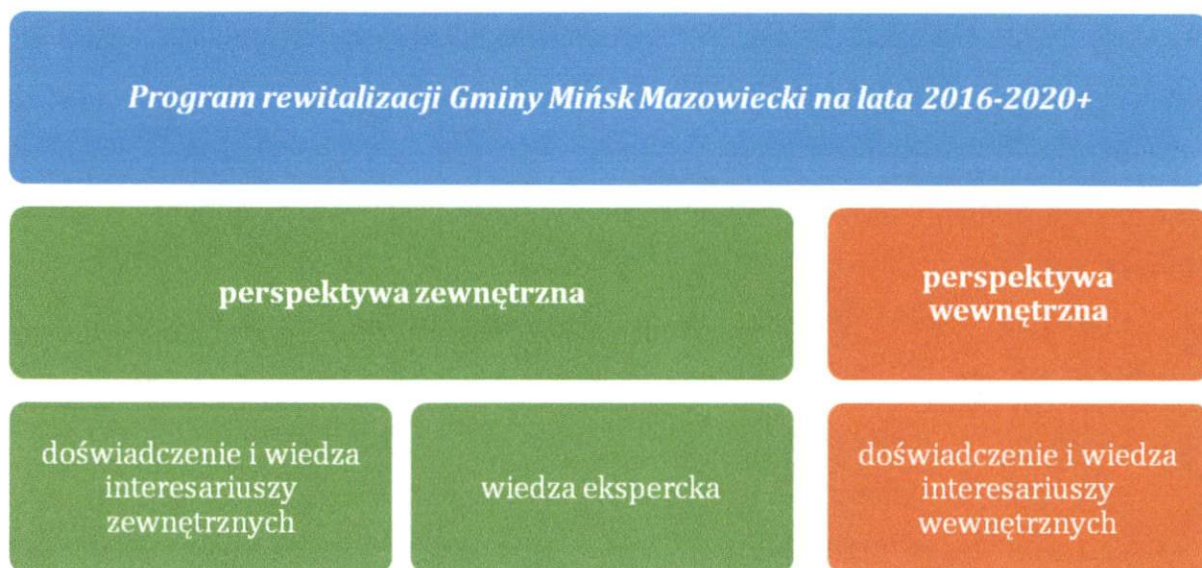 Program rewitalizacji Gminy Mińsk Mazowiecki na lata 2016-2020+
perspektywa zewnętrzna
perspektywa
wewnętrzna
doświadczenie i wiedza
interesariuszy
zewnętrznych
wiedza ekspercka
doświadczenie i wiedza
interesariuszy
wewnętrznych